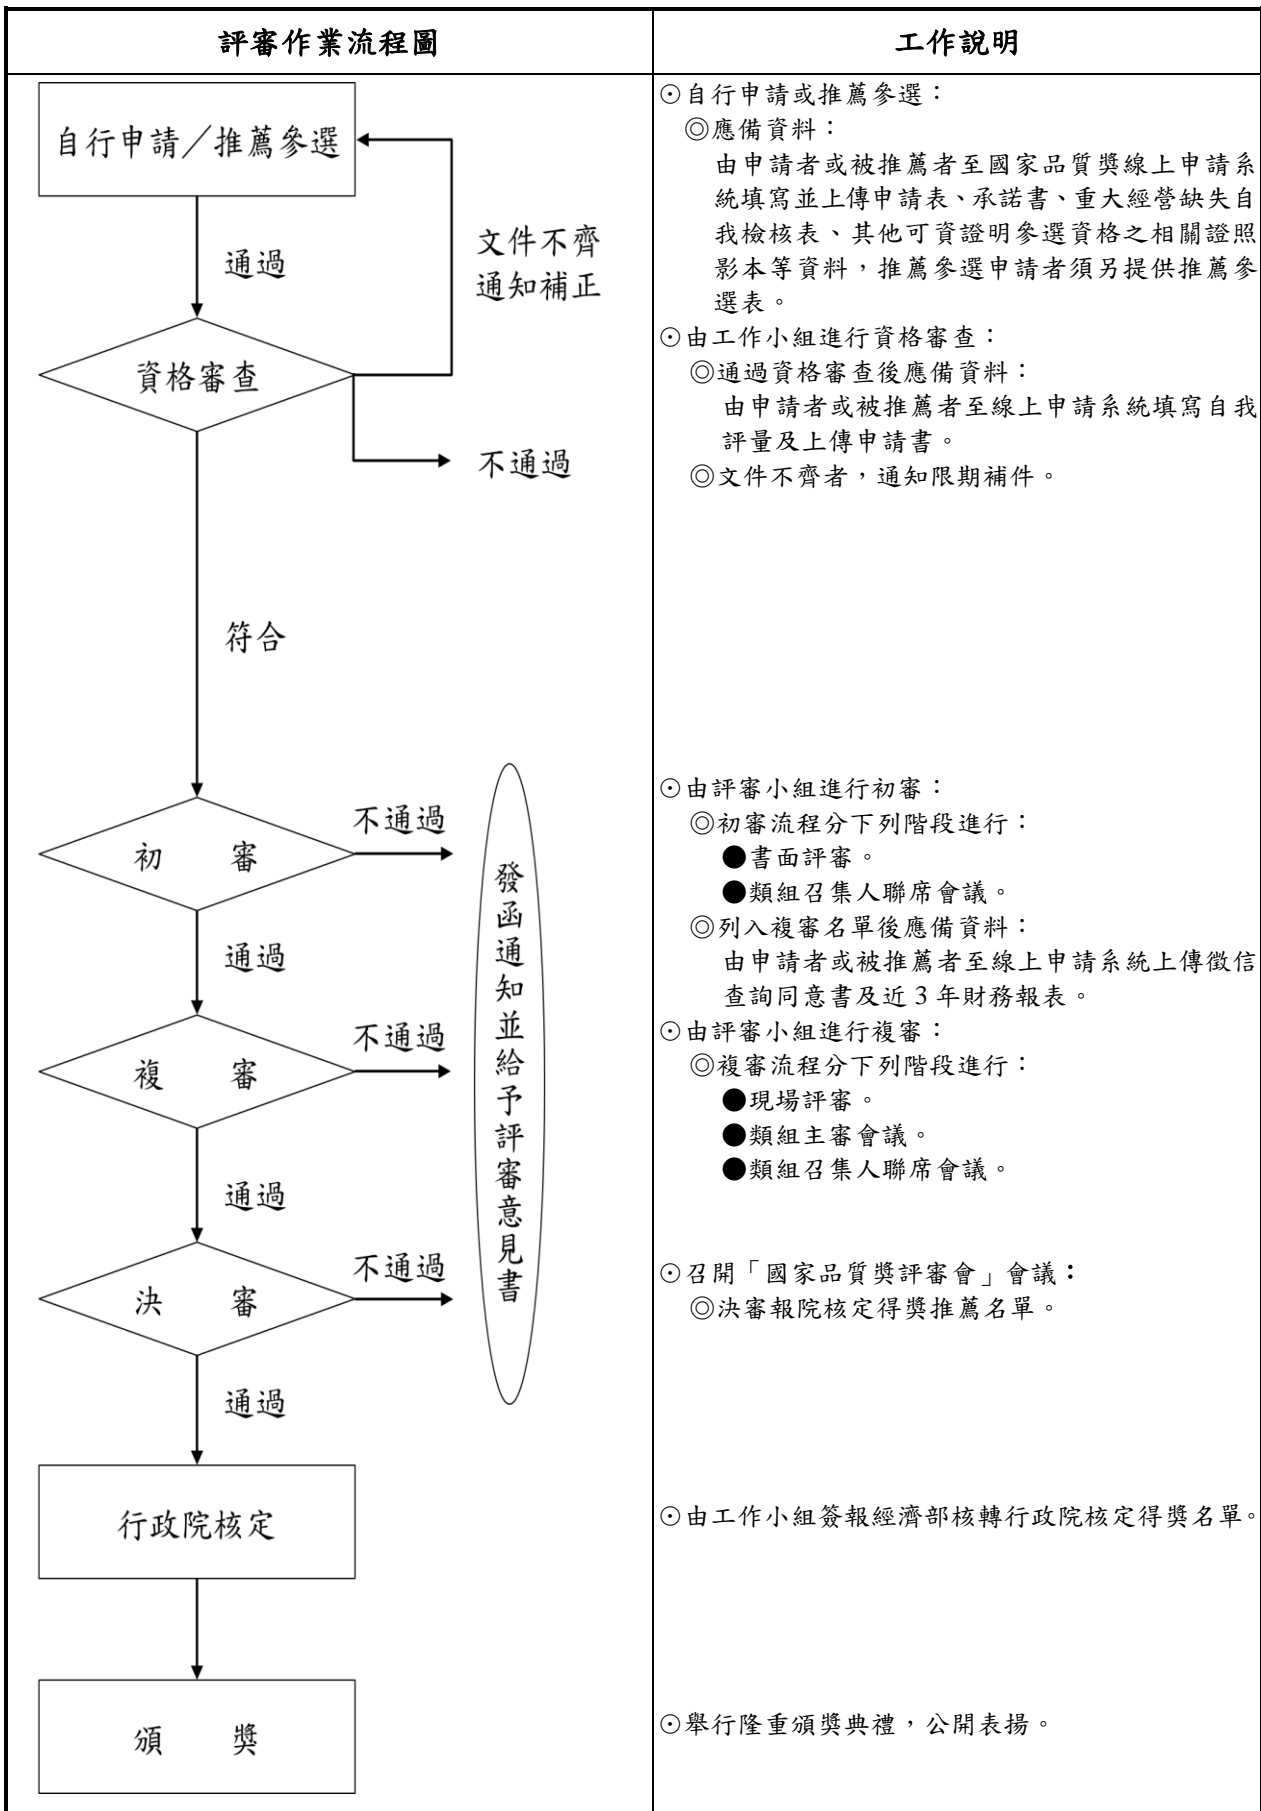 評審作業流程圖
工作說明
自行申請／推薦參選
通過
文件不齊
通知補正
資格審查
不通過
符合
初　審
不通過
通過
複　審
不通過
通過
決　審
不通過
通過
發函通知並給予評審意見書
行政院核定
頒　獎
⊙自行申請或推薦參選：
◎應備資料：
由申請者或被推薦者至國家品質獎線上申請系
統填寫並上傳申請表、承諾書、重大經營缺失自
我檢核表、其他可資證明參選資格之相關證照
影本等資料，推薦參選申請者須另提供推薦參
選表。
⊙由工作小組進行資格審查：
◎通過資格審查後應備資料：
由申請者或被推薦者至線上申請系統填寫自我
評量及上傳申請書。
◎文件不齊者，通知限期補件。
⊙由評審小組進行初審：
◎初審流程分下列階段進行：
●書面評審。
●類組召集人聯席會議。
◎列入複審名單後應備資料：
由申請者或被推薦者至線上申請系統上傳徵信
查詢同意書及近 3 年財務報表。
⊙由評審小組進行複審：
◎複審流程分下列階段進行：
●現場評審。
●類組主審會議。
●類組召集人聯席會議。
⊙召開「國家品質獎評審會」會議：
◎決審報院核定得獎推薦名單。
⊙由工作小組簽報經濟部核轉行政院核定得獎名單。
⊙舉行隆重頒獎典禮，公開表揚。